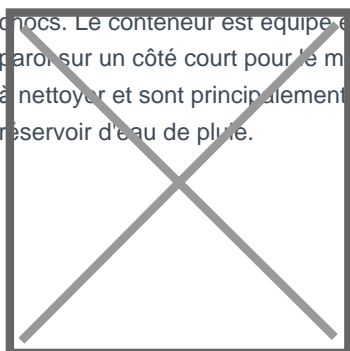 chocs. Le conteneur est équipé
paroi sur un côté court pour le m
à nettoyer et sont principalement
réservoir d'eau de pluie.